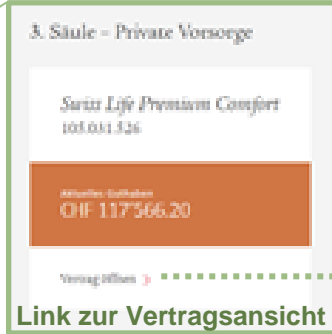 3. Säule – Private Vorsorge
Swiss Life Premium Comfort
105.031.526
Aktuelles Guthaben
CHF 117'566.20
Vertrag öffnen
Link zur Vertragsansicht